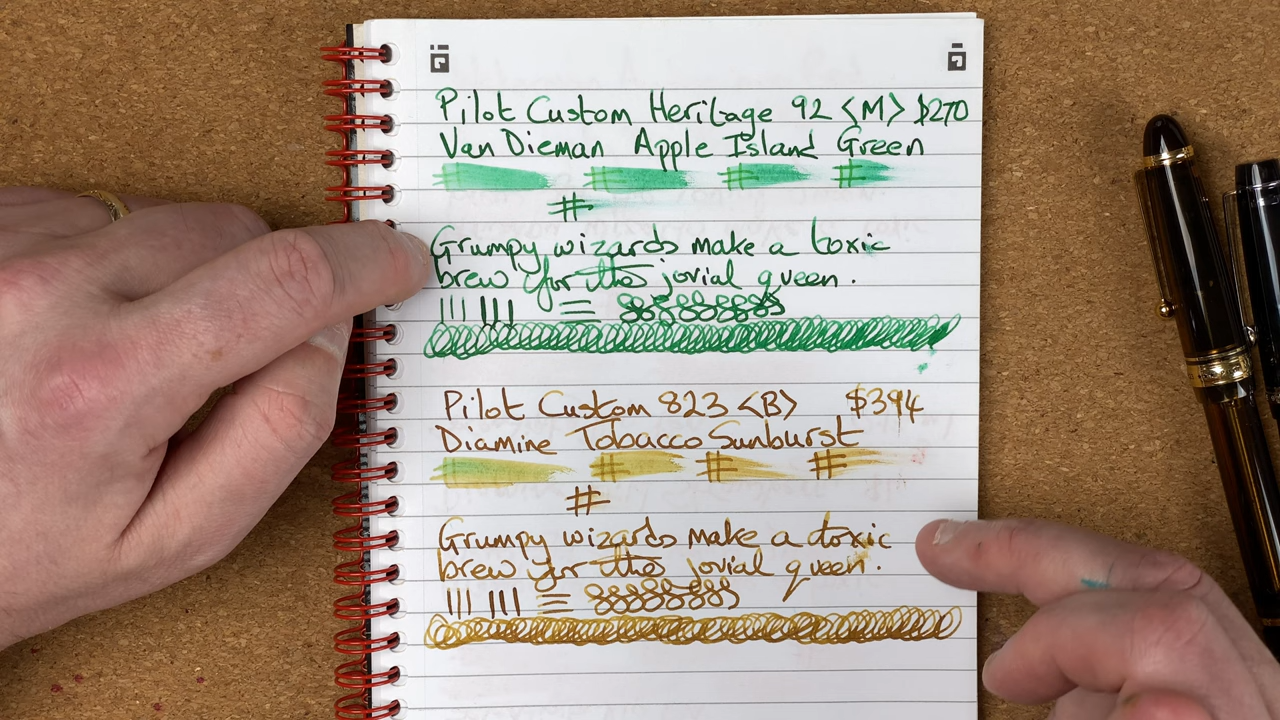 Pilot Custom Heritage 92 <M> $270
Van Dieman Apple Island Green
# # # #
#
Grumpy wizards make a toxic
brew for the jovial queen.
Pilot Custom 823 <B> $394
Diamine Tobacco Sunburst
# # # #
#
Grumpy wizards make a toxic
brew for the jovial queen.